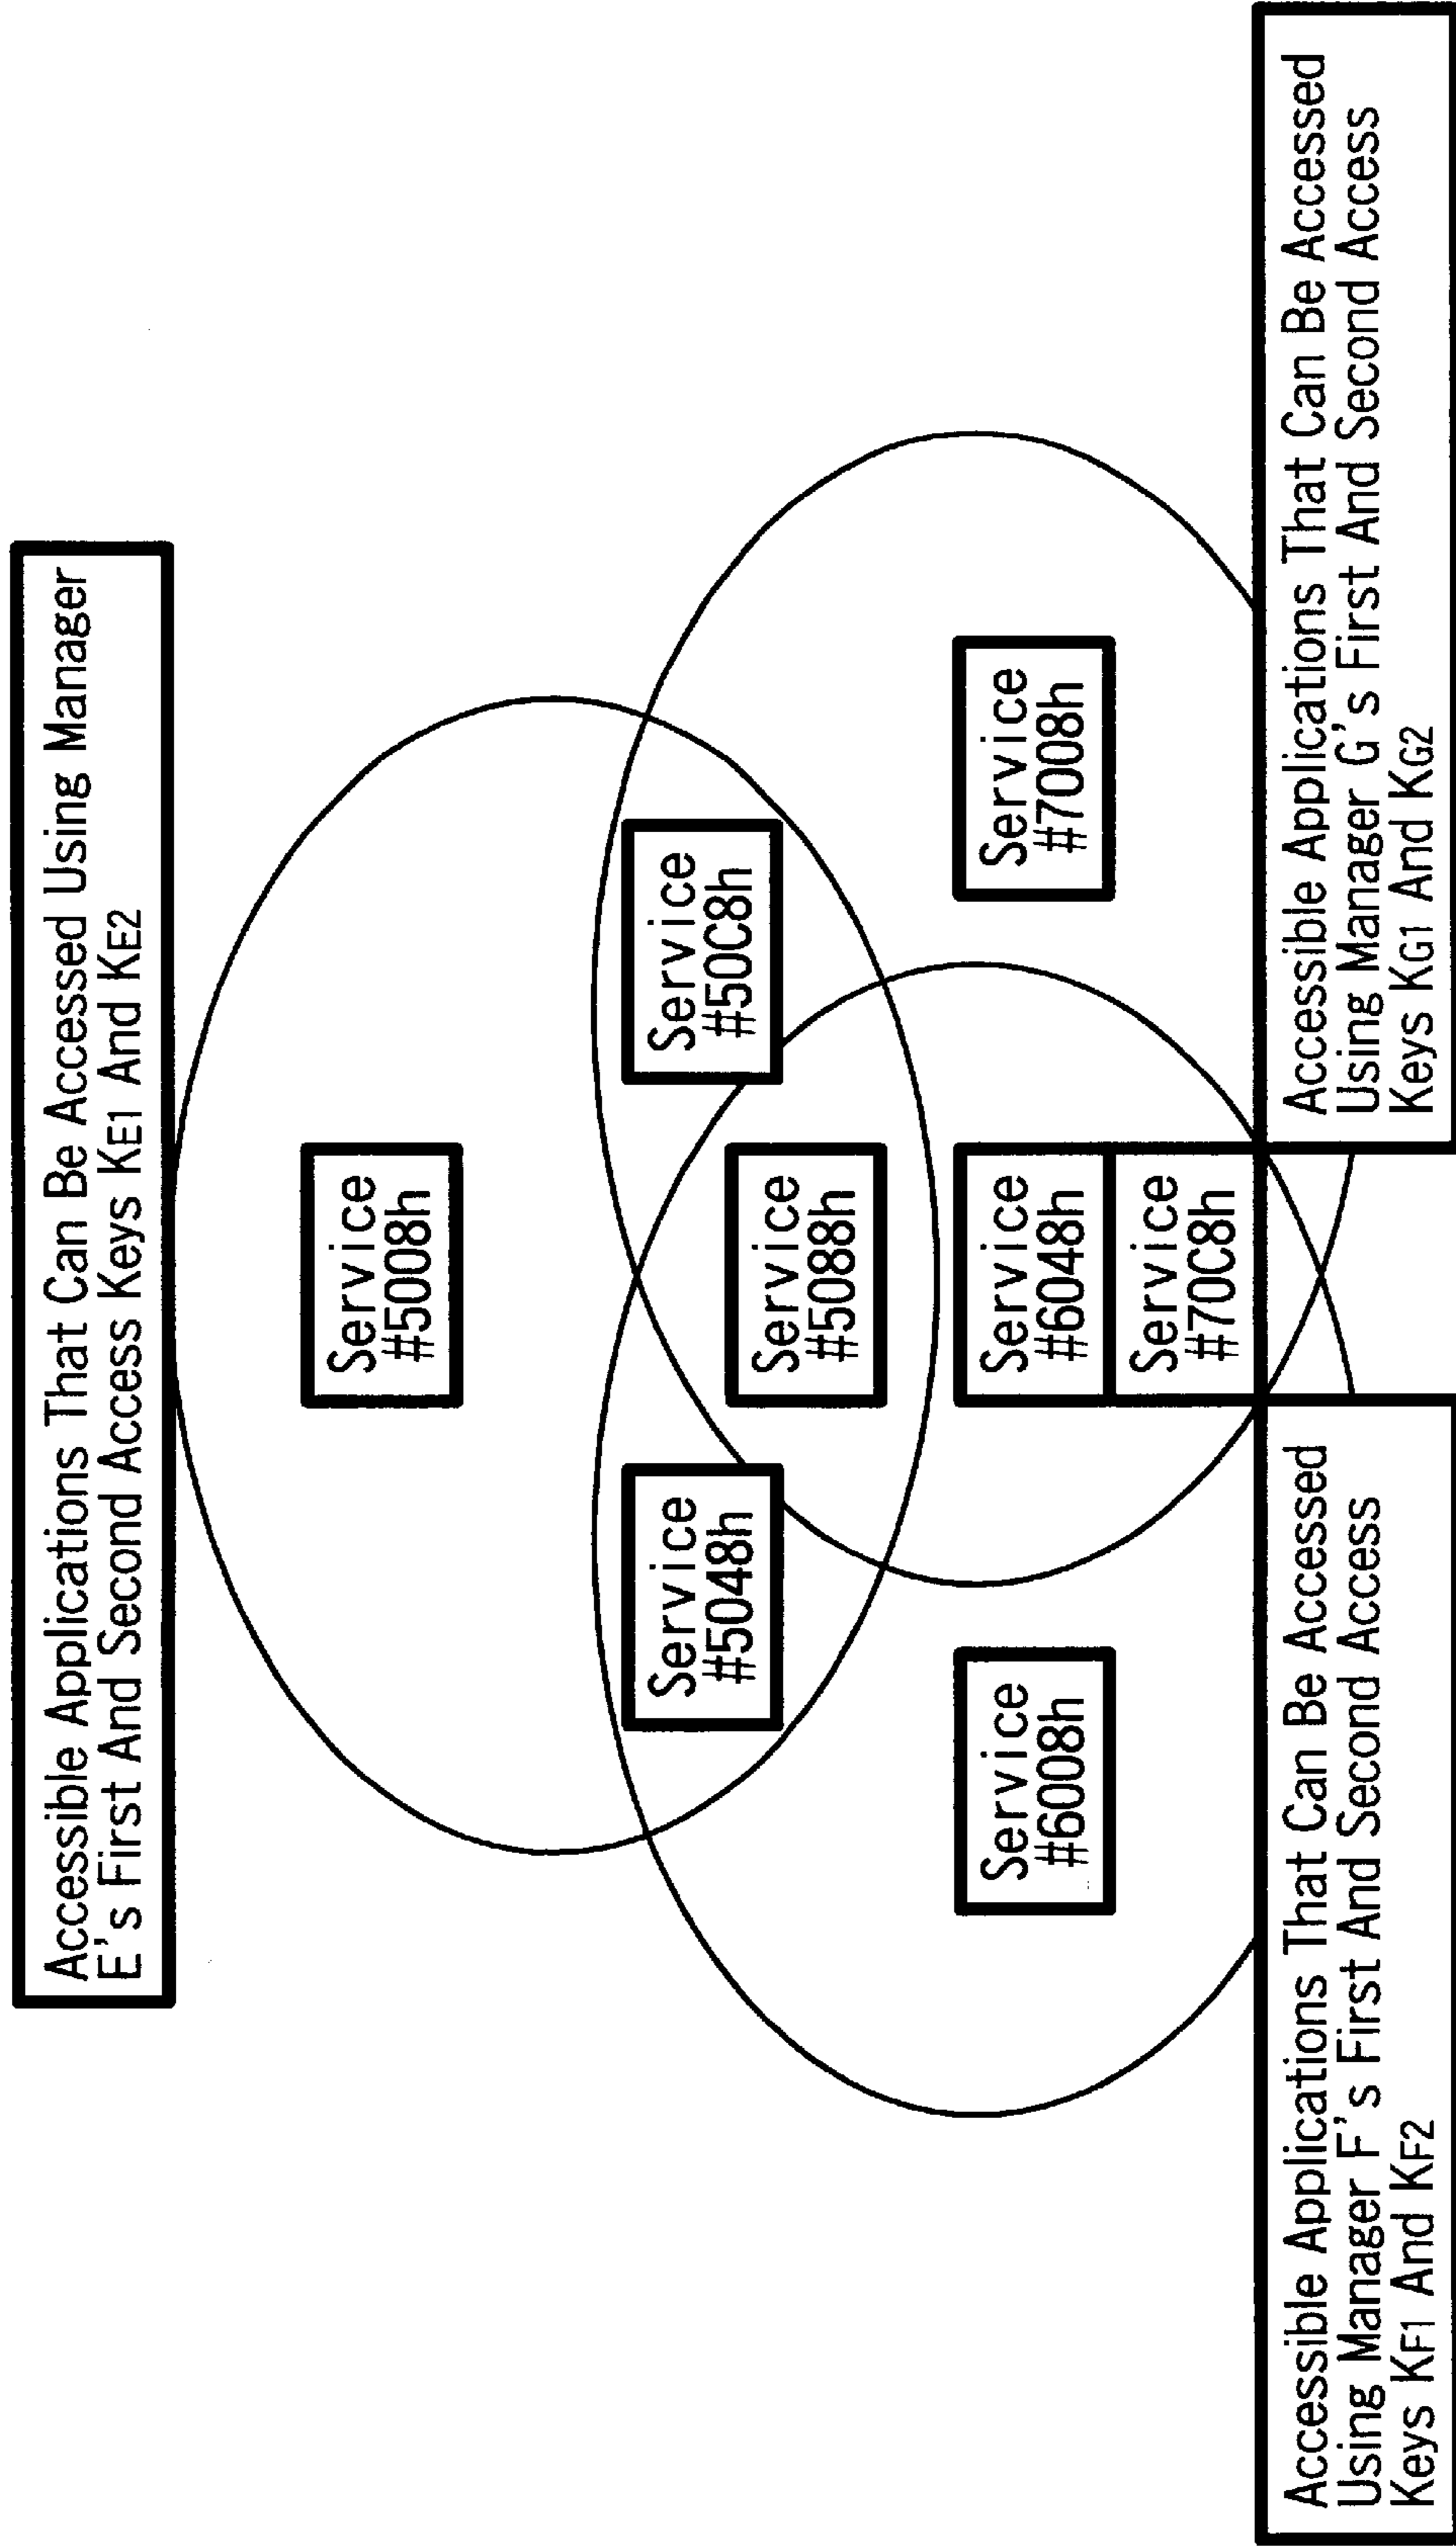 Accessible Applications That Can Be Accessed Using Manager
E's First And Second Access Keys KE1 And KE2
Service
#5008h
Service
#5048h
Service
#50C8h
Service
#5088h
Service
#6008h
Service
#6048h
Service
#70C8h
Service
#7008h
Accessible Applications That Can Be Accessed
Using Manager F's First And Second Access
Keys KF1 And KF2
Accessible Applications That Can Be Accessed
Using Manager G's First And Second Access
Keys KG1 And KG2